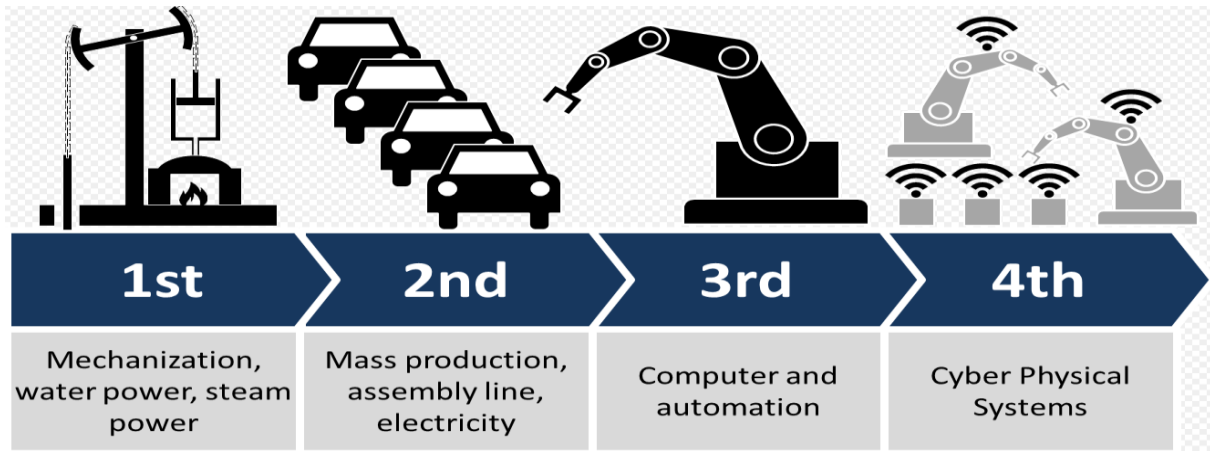 1st
2nd
3rd
4th
Mechanization,
water power, steam
power
Mass production,
assembly line,
electricity
Computer and
automation
Cyber Physical
Systems